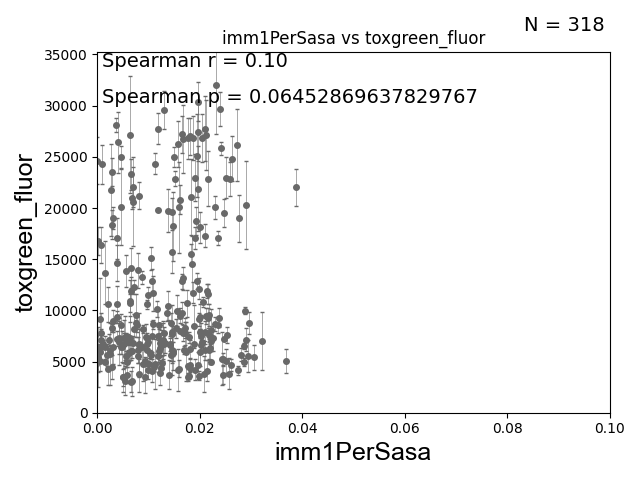 N = 318
imm1PerSasa vs toxgreen_fluor
Spearman r = 0.10
Spearman p = 0.06452869637829767
35000
30000
25000
20000
15000
10000
5000
0
toxgreen_fluor
0.00 0.02 0.04 0.06 0.08 0.10
imm1PerSasa